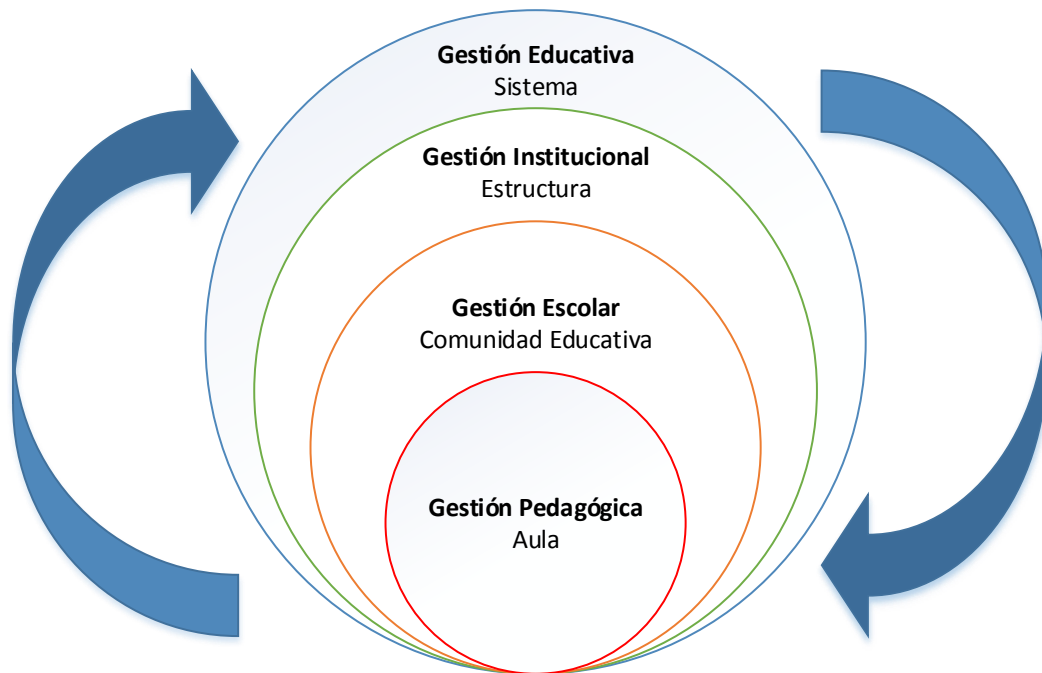 Gestión Educativa
Sistema
Gestión Institucional
Estructura
Gestión Escolar
Comunidad Educativa
Gestión Pedagógica
Aula